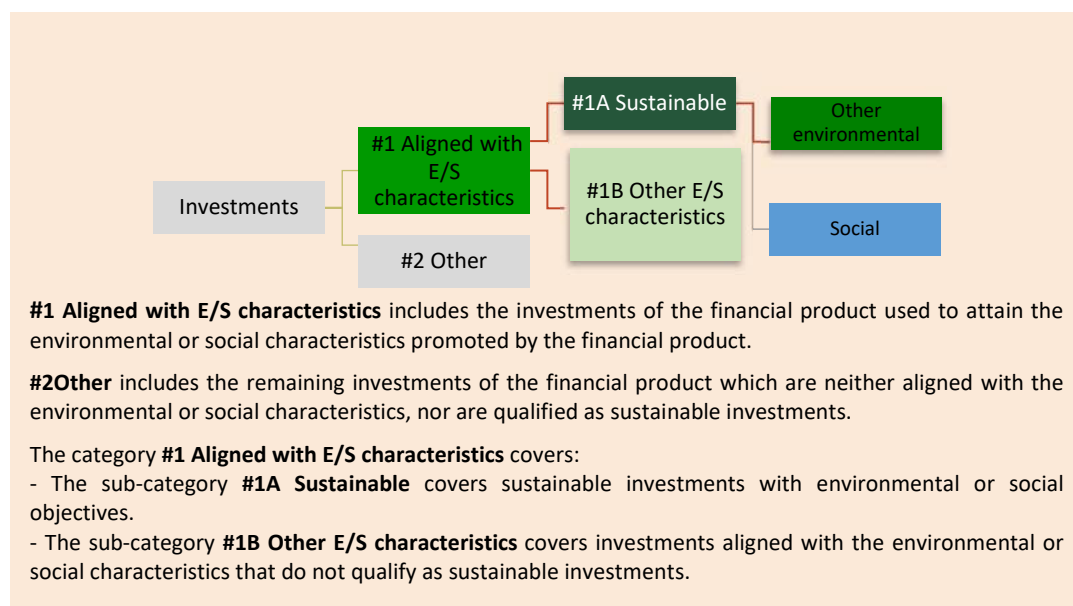 #1A Sustainable
Other
environmental
#1 Aligned with
E/S
characteristics
#1B Other E/S
characteristics
Investments
Social
#2 Other
#1 Aligned with E/S characteristics includes the investments of the financial product used to attain the
environmental or social characteristics promoted by the financial product.
#2Other includes the remaining investments of the financial product which are neither aligned with the
environmental or social characteristics, nor are qualified as sustainable investments.
The category #1 Aligned with E/S characteristics covers:
- The sub-category #1A Sustainable covers sustainable investments with environmental or social
objectives.
- The sub-category #1B Other E/S characteristics covers investments aligned with the environmental or
social characteristics that do not qualify as sustainable investments.